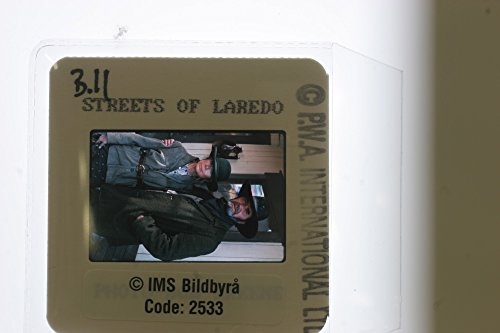 3.11
STREETS OF LAREDO
© P.W.A. INTERNATIONAL LTD
© IMS Bildbyrå
Code: 2533